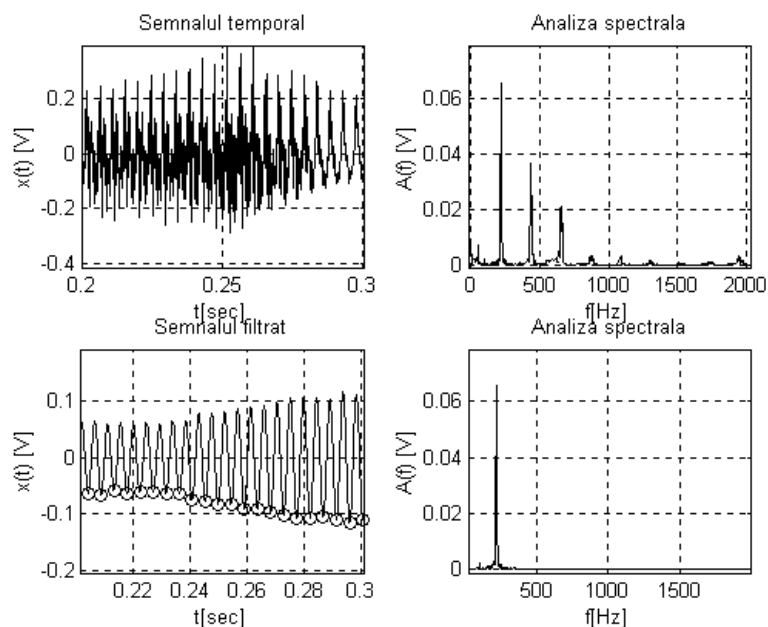 Semnalul temporal
x(t) [V]
0.2
0
-0.2
-0.4
0.2
0.25
0.3
t[sec]
Analiza spectrala
A(f) [V]
0.06
0.04
0.02
0
0
500
1000
1500
2000
f[Hz]
Semnalul filtrat
x(t) [V]
0.1
0
-0.1
-0.2
0.22
0.24
0.26
0.28
0.3
t[sec]
Analiza spectrala
A(f) [V]
0.06
0.04
0.02
0
500
1000
1500
f[Hz]